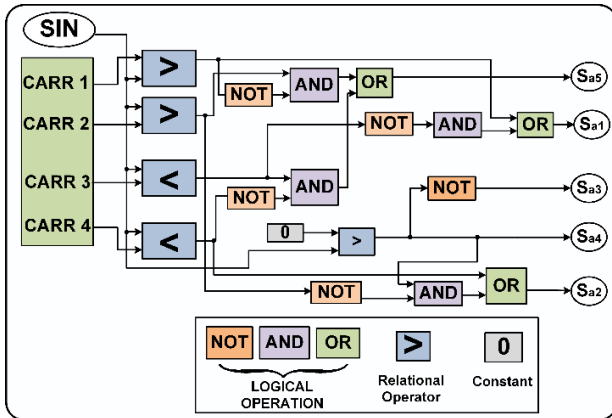 SIN
CARR 1
CARR 2
CARR 3
CARR 4
>
>
<
<
NOT
AND
OR
Sa5
NOT
AND
OR
Sa1
NOT
AND
NOT
Sa3
0
>
Sa4
NOT
AND
OR
Sa2
NOT
AND
OR
LOGICAL
OPERATION
>
Relational
Operator
0
Constant